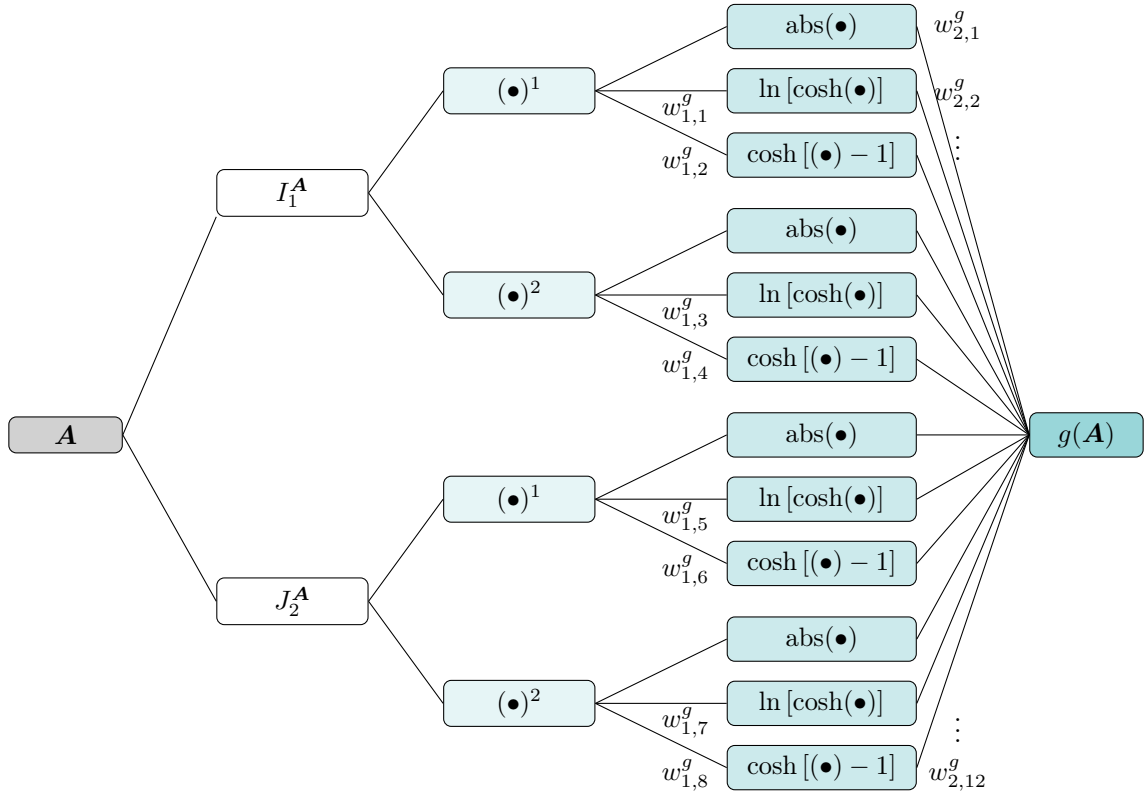 abs(•)
w^g_{2,1}
(•)^1
ln [cosh(•)]
w^g_{2,2}
w^g_{1,1}
⋮
cosh [(•) − 1]
w^g_{1,2}
I_1^A
abs(•)
(•)^2
ln [cosh(•)]
w^g_{1,3}
cosh [(•) − 1]
w^g_{1,4}
A
abs(•)
g(A)
(•)^1
ln [cosh(•)]
w^g_{1,5}
cosh [(•) − 1]
w^g_{1,6}
J_2^A
abs(•)
(•)^2
ln [cosh(•)]
w^g_{1,7}
⋮
cosh [(•) − 1]
w^g_{1,8}
w^g_{2,12}